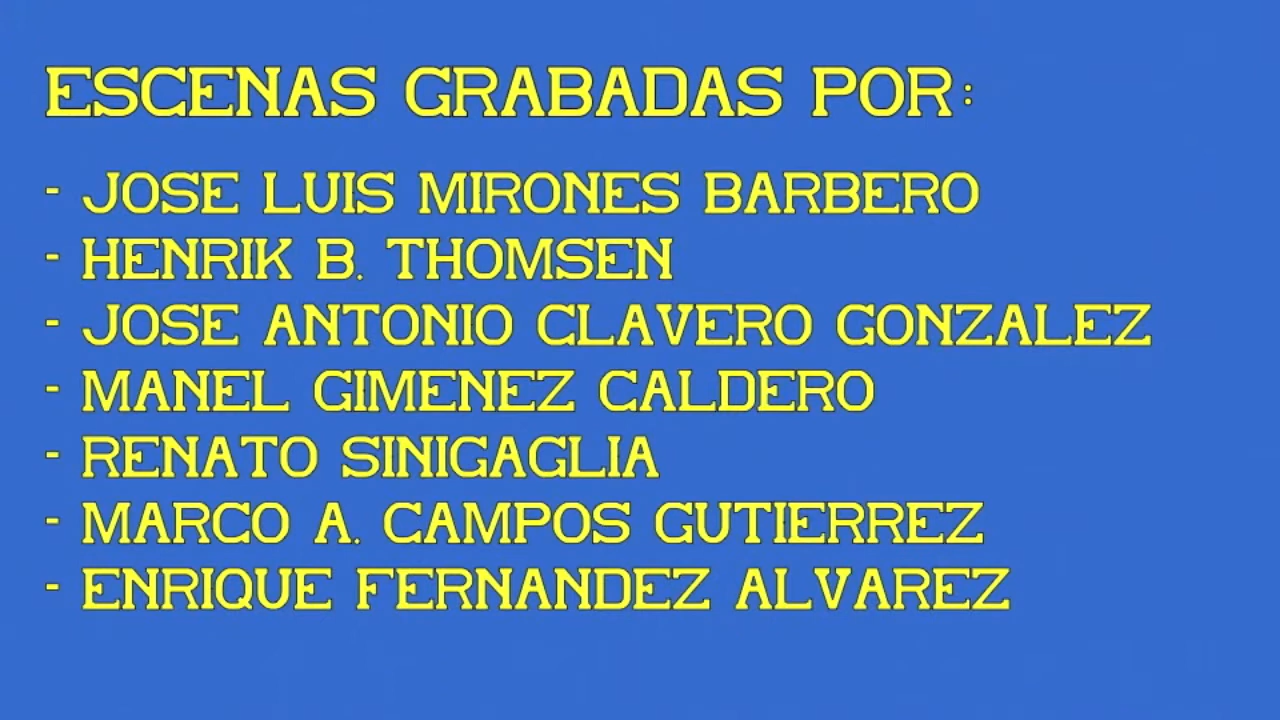 ESCENAS GRABADAS POR:
- JOSE LUIS MIRONES BARBERO
- HENRIK B. THOMSEN
- JOSE ANTONIO CLAVERO GONZALEZ
- MANEL GIMENEZ CALDERO
- RENATO SINIGAGLIA
- MARCO A. CAMPOS GUTIERREZ
- ENRIQUE FERNANDEZ ALVAREZ